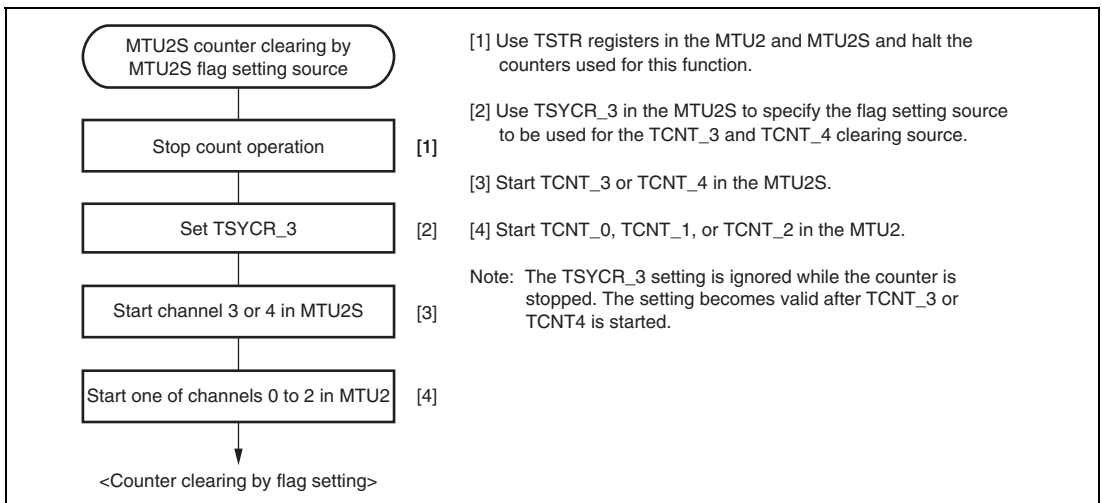 MTU2S counter clearing by
MTU2S flag setting source
Stop count operation
[1]
Set TSYCR_3
[2]
Start channel 3 or 4 in MTU2S
[3]
Start one of channels 0 to 2 in MTU2
[4]
<Counter clearing by flag setting>
[1] Use TSTR registers in the MTU2 and MTU2S and halt the
counters used for this function.
[2] Use TSYCR_3 in the MTU2S to specify the flag setting source
to be used for the TCNT_3 and TCNT_4 clearing source.
[3] Start TCNT_3 or TCNT_4 in the MTU2S.
[4] Start TCNT_0, TCNT_1, or TCNT_2 in the MTU2.
Note: The TSYCR_3 setting is ignored while the counter is
stopped. The setting becomes valid after TCNT_3 or
TCNT4 is started.